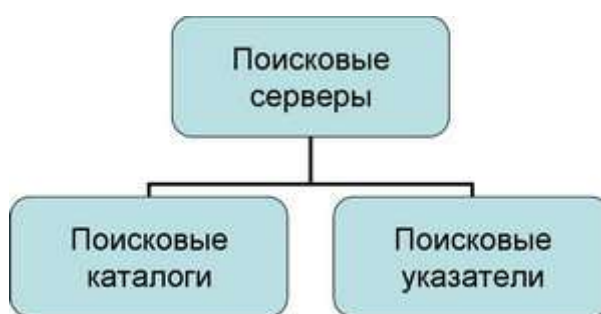 Поисковые
серверы
Поисковые
каталоги
Поисковые
указатели